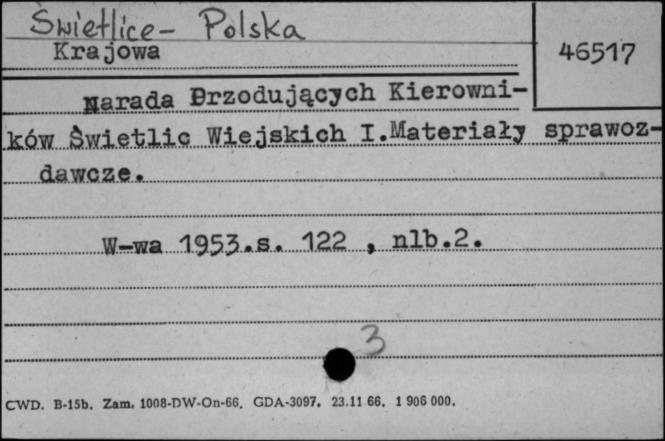 Świetlice - Polska
Krajowa
46517
Narada Przodujących Kierowni-
ków Świetlic Wiejskich I.Materiały sprawoz-
dawcze.
W-wa 1953.s. 122 , nlb.2.
3
CWD. B-15b. Zam. 1008-DW-On-66. GDA-3097. 23.11 66. 1 906 000.